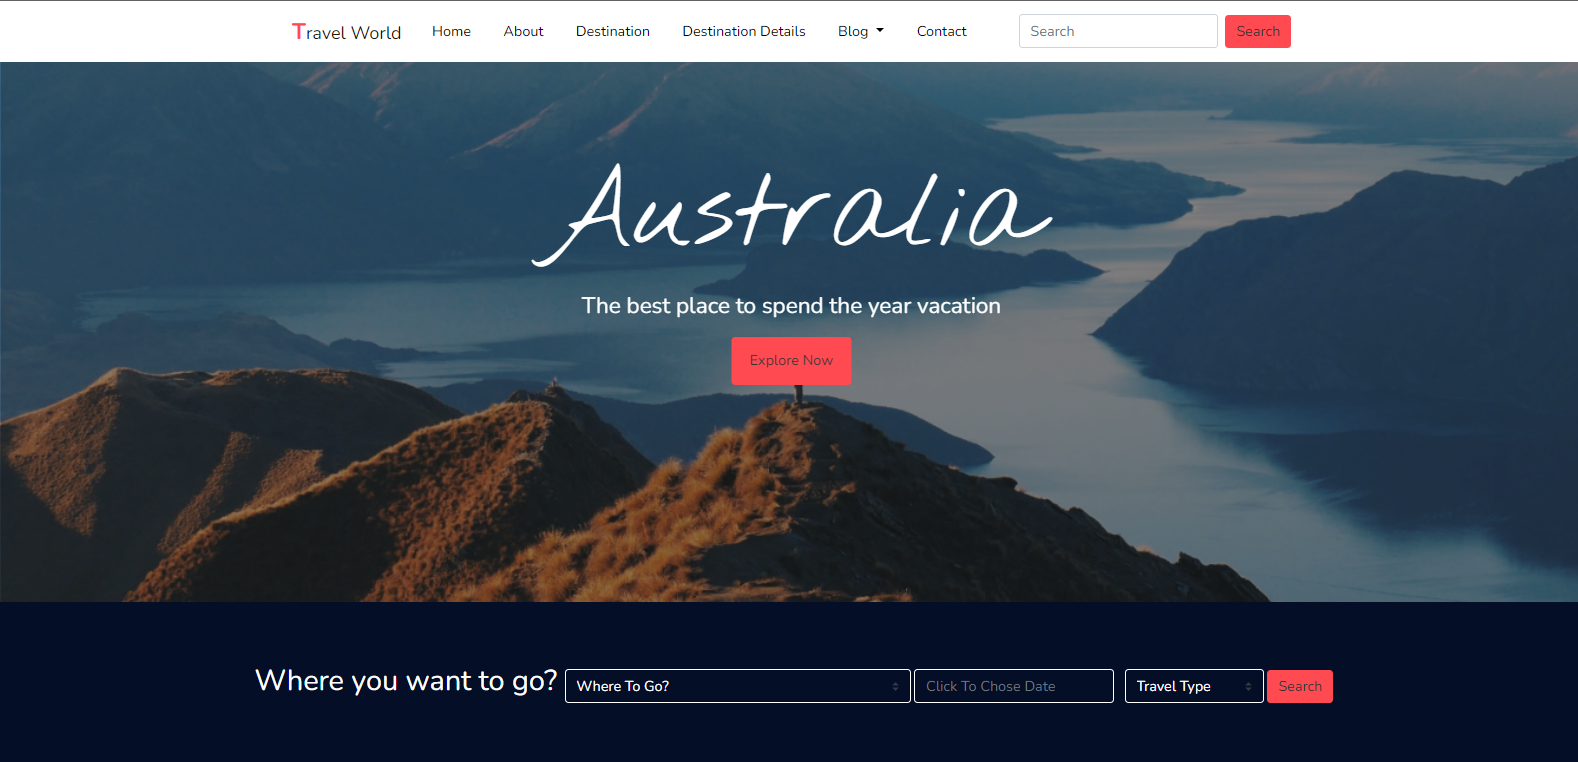 Travel World Home About Destination Destination Details Blog Contact Search Search
Australia
The best place to spend the year vacation
Explore Now
Where you want to go? Where To Go? Click To Chose Date Travel Type Search